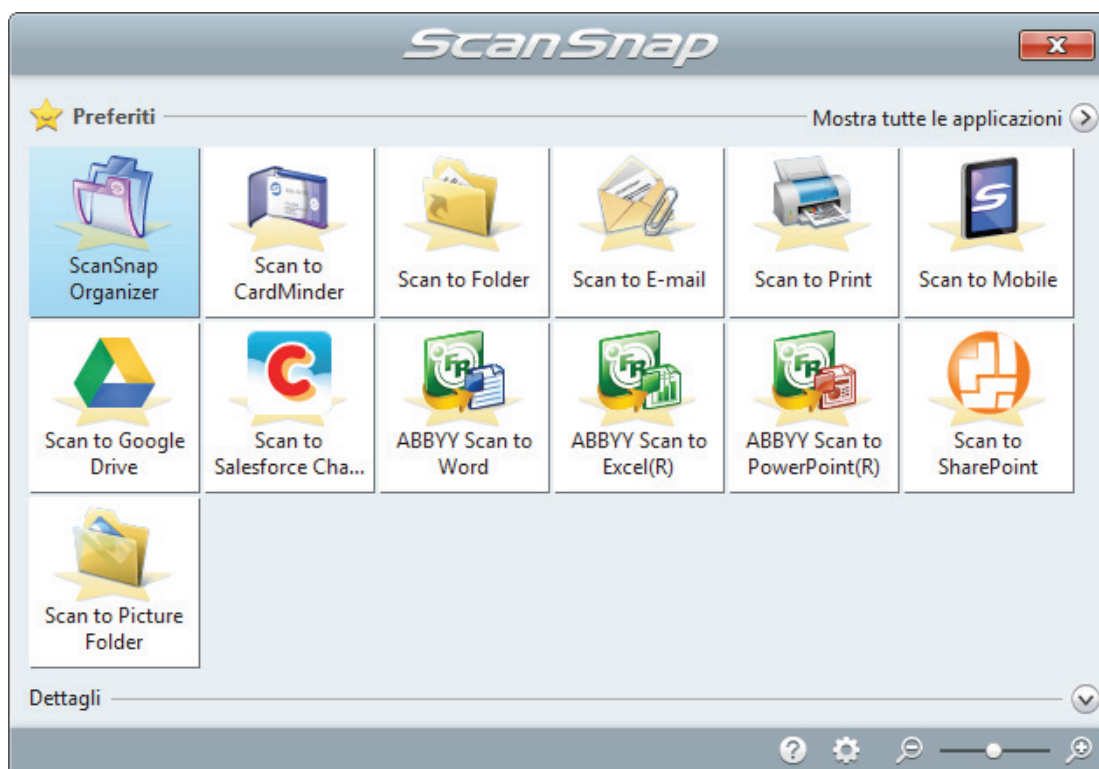 ScanSnap
Preferiti
Mostra tutte le applicazioni
ScanSnap
Organizer
Scan to
CardMinder
Scan to Folder
Scan to E-mail
Scan to Print
Scan to Mobile
Scan to Google
Drive
Scan to
Salesforce Cha...
ABBYY Scan to
Word
ABBYY Scan to
Excel(R)
ABBYY Scan to
PowerPoint(R)
Scan to
SharePoint
Scan to Picture
Folder
Dettagli